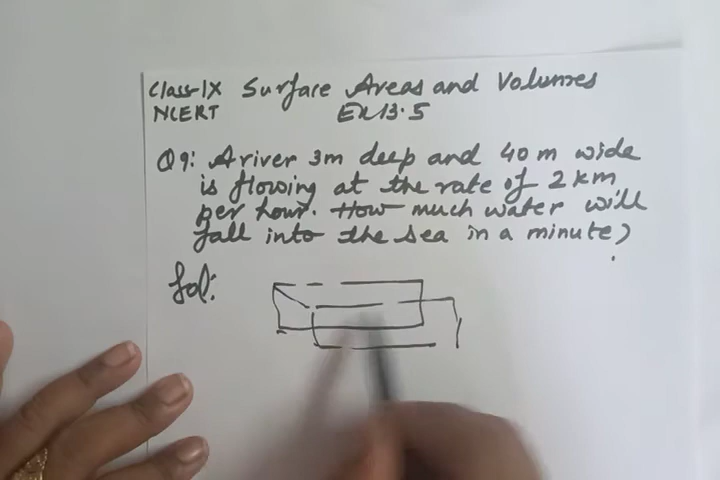 Class-IX Surface Areas and Volumes
NCERT Ex 13.5
Q9: A river 3m deep and 40 m wide
is flowing at the rate of 2 km
per hour. How much water will
fall into the sea in a minute?
Sol: